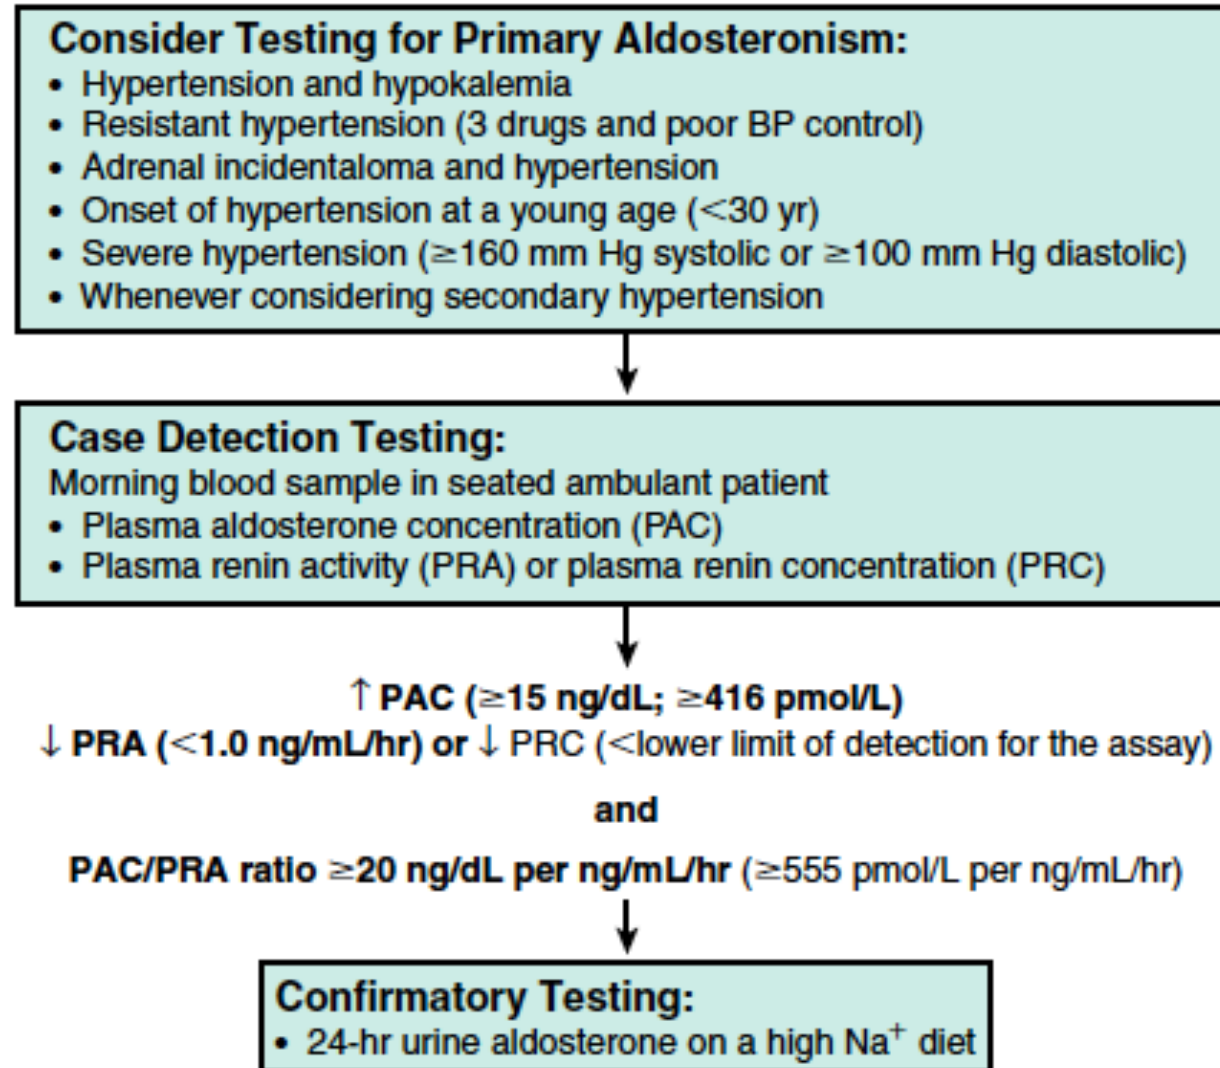 Consider Testing for Primary Aldosteronism:
• Hypertension and hypokalemia
• Resistant hypertension (3 drugs and poor BP control)
• Adrenal incidentaloma and hypertension
• Onset of hypertension at a young age (<30 yr)
• Severe hypertension (≥160 mm Hg systolic or ≥100 mm Hg diastolic)
• Whenever considering secondary hypertension
Case Detection Testing:
Morning blood sample in seated ambulant patient
• Plasma aldosterone concentration (PAC)
• Plasma renin activity (PRA) or plasma renin concentration (PRC)
↑ PAC (≥15 ng/dL; ≥416 pmol/L)
↓ PRA (<1.0 ng/mL/hr) or ↓ PRC (<lower limit of detection for the assay)
and
PAC/PRA ratio ≥20 ng/dL per ng/mL/hr (≥555 pmol/L per ng/mL/hr)
Confirmatory Testing:
• 24-hr urine aldosterone on a high Na⁺ diet